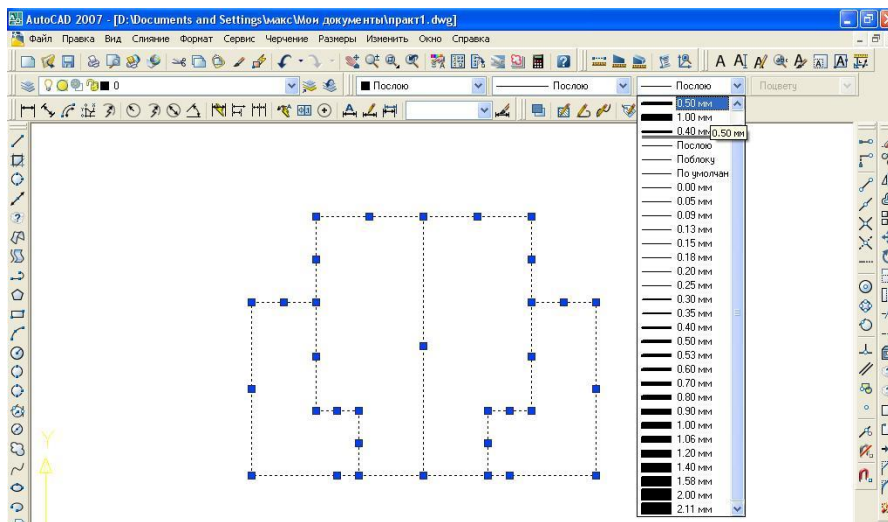 AutoCAD 2007 - [D:\Documents and Settings\макс\Мои документы\практ1.dwg]
Файл Правка Вид Слияние Формат Сервис Черчение Размеры Изменить Окно Справка
0 Послою Послою Послою Поцвету
0.50 мм
1.00 мм
0.40 мм 0.50 мм
Послою
Поблоку
По умолчан
0.00 мм
0.05 мм
0.09 мм
0.13 мм
0.15 мм
0.18 мм
0.20 мм
0.25 мм
0.30 мм
0.35 мм
0.40 мм
0.50 мм
0.53 мм
0.60 мм
0.70 мм
0.80 мм
0.90 мм
1.00 мм
1.06 мм
1.20 мм
1.40 мм
1.58 мм
2.00 мм
2.11 мм
Y